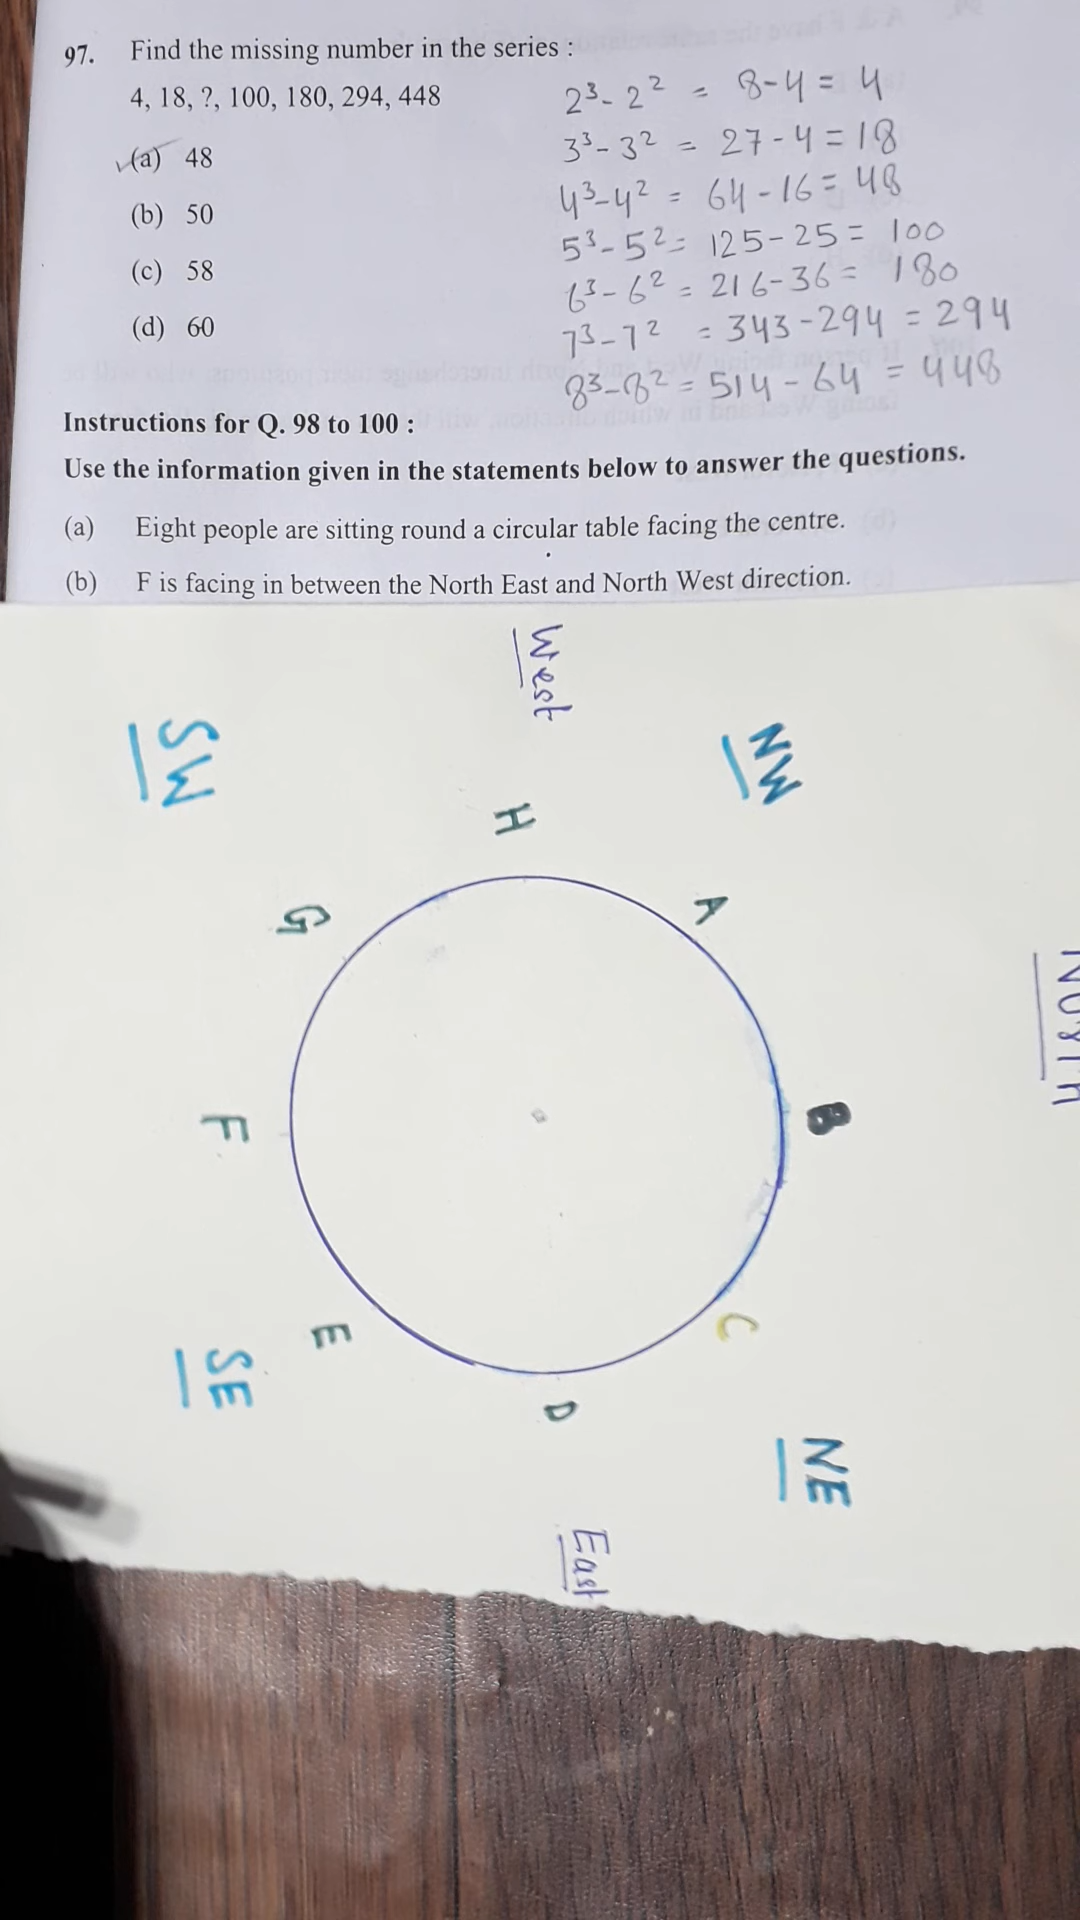 97. Find the missing number in the series :
4, 18, ?, 100, 180, 294, 448
(a) 48
(b) 50
(c) 58
(d) 60
2³ - 2² = 8-4 = 4
3³ - 3² = 27-4 = 18
4³-4² = 64-16 = 48
5³-5² = 125-25 = 100
6³-6² = 216-36 = 180
7³-7² = 343-294 = 294
8³-8² = 514-64 = 448
Instructions for Q. 98 to 100 :
Use the information given in the statements below to answer the questions.
(a) Eight people are sitting round a circular table facing the centre.
(b) F is facing in between the North East and North West direction.
West
SW
NW
H
G
A
North
F
B
E
C
SE
D
NE
East